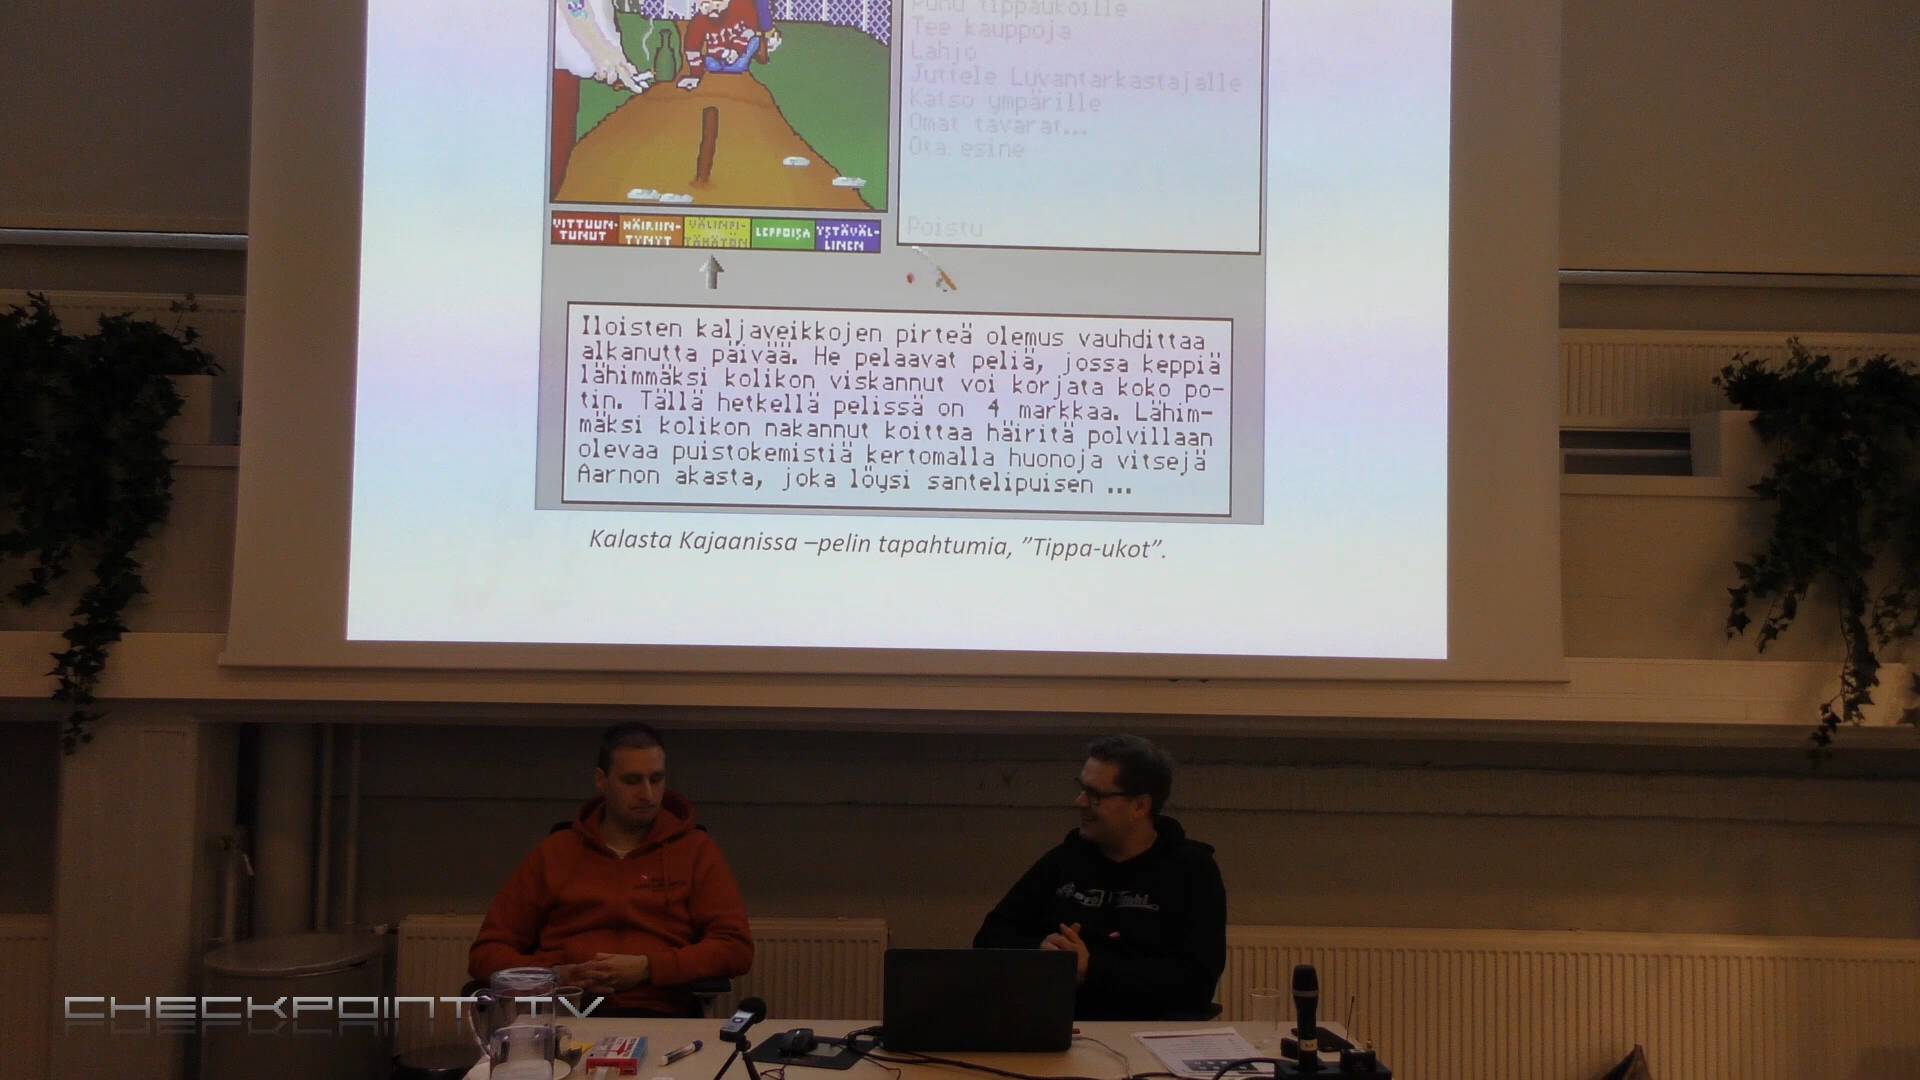 Puhu tippaukoille
Tee kauppoja
Lahjo
Juttele Luvantarkastajalle
Katso ympärille
Omat tavarat...
Ota esine
Poistu
VITTUUN-
TUNUT
HÄIRIIN-
TYNYT
VÄLINPI-
TÄMÄTÖN
LEPPOISA
YSTÄVÄL-
LINEN
Iloisten kaljaveikkojen pirteä olemus vauhdittaa
alkanutta päivää. He pelaavat peliä, jossa keppiä
lähimmäksi kolikon viskannut voi korjata koko po-
tin. Tällä hetkellä pelissä on 4 markkaa. Lähim-
mäksi kolikon nakannut koittaa häiritä polvillaan
olevaa puistokemistiä kertomalla huonoja vitsejä
Aarnon akasta, joka löysi santelipuisen ...
Kalasta Kajaanissa –pelin tapahtumia, ”Tippa-ukot”.
CHECKPOINT TV